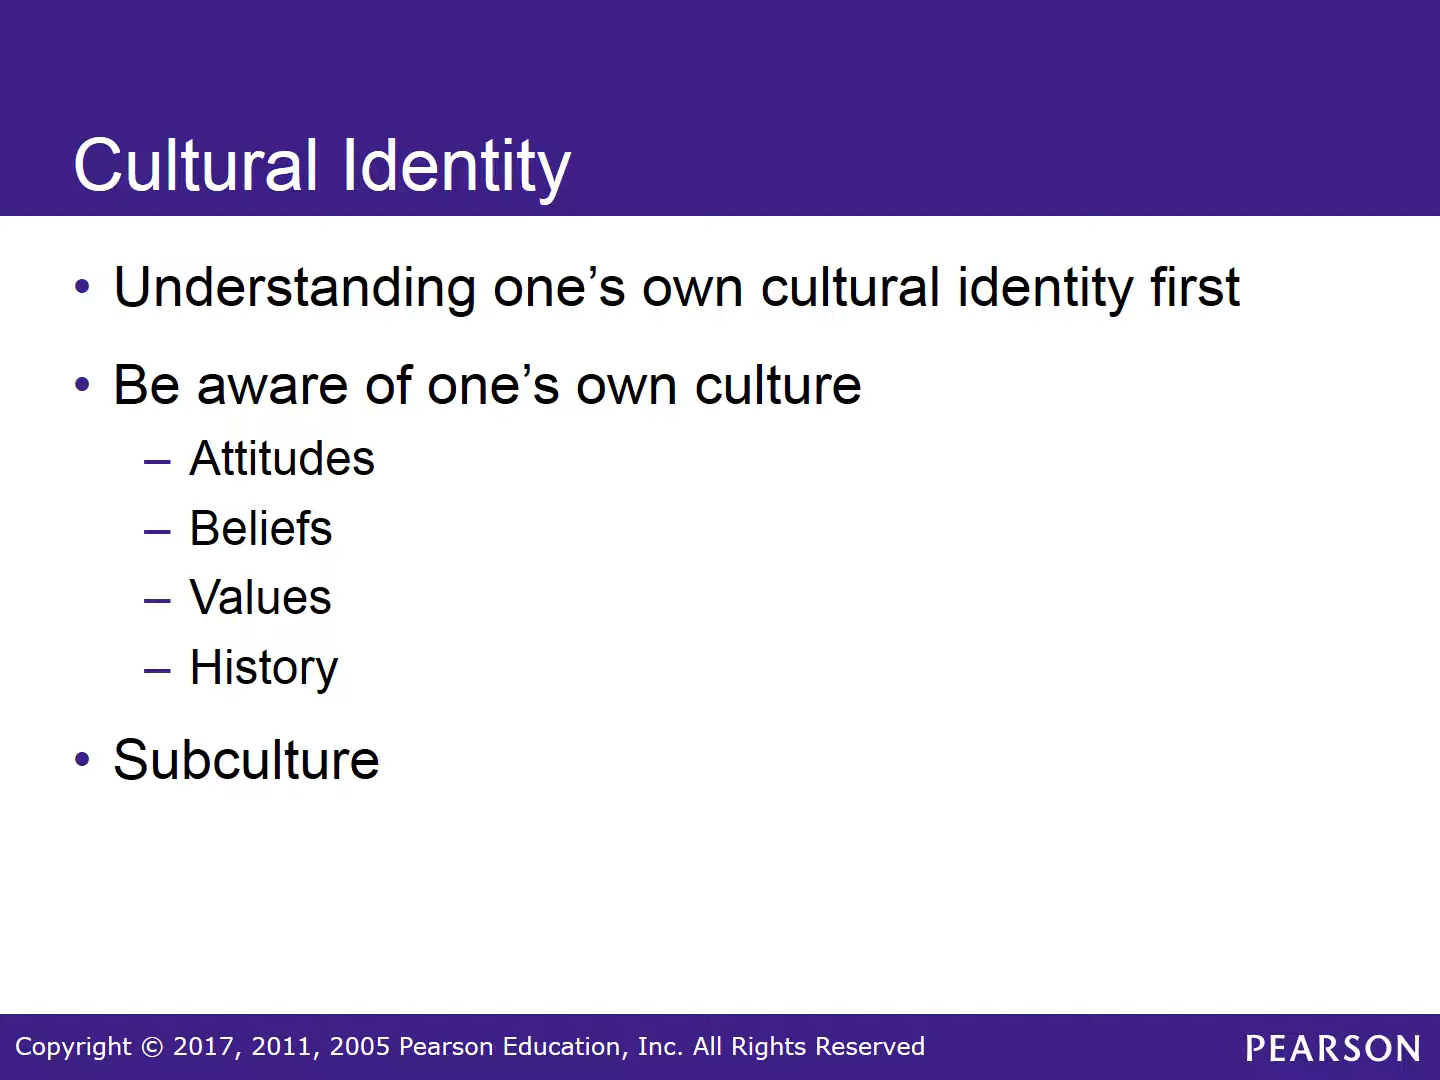 Cultural Identity
• Understanding one’s own cultural identity first
• Be aware of one’s own culture
– Attitudes
– Beliefs
– Values
– History
• Subculture
Copyright © 2017, 2011, 2005 Pearson Education, Inc. All Rights Reserved
PEARSON